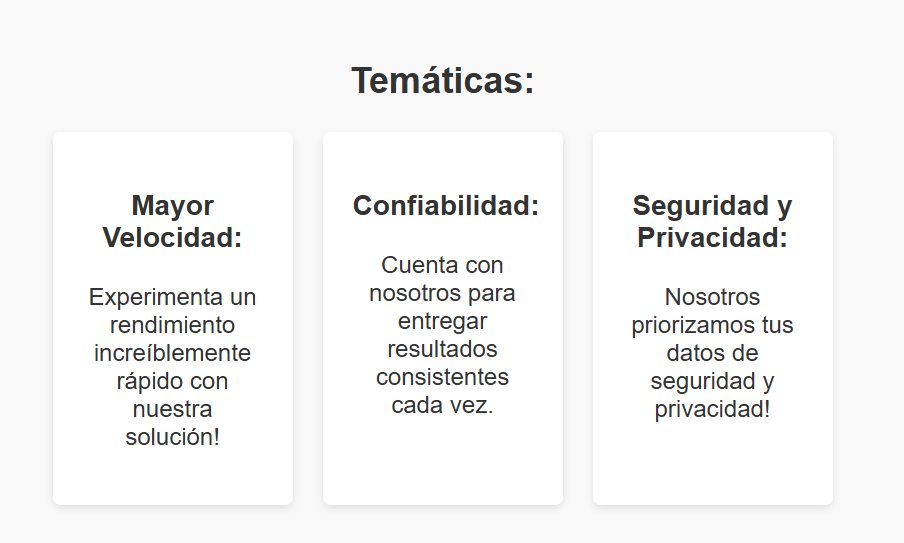 Temáticas:
Mayor
Velocidad:
Experimenta un
rendimiento
increíblemente
rápido con
nuestra
solución!
Confiabilidad:
Cuenta con
nosotros para
entregar
resultados
consistentes
cada vez.
Seguridad y
Privacidad:
Nosotros
priorizamos tus
datos de
seguridad y
privacidad!